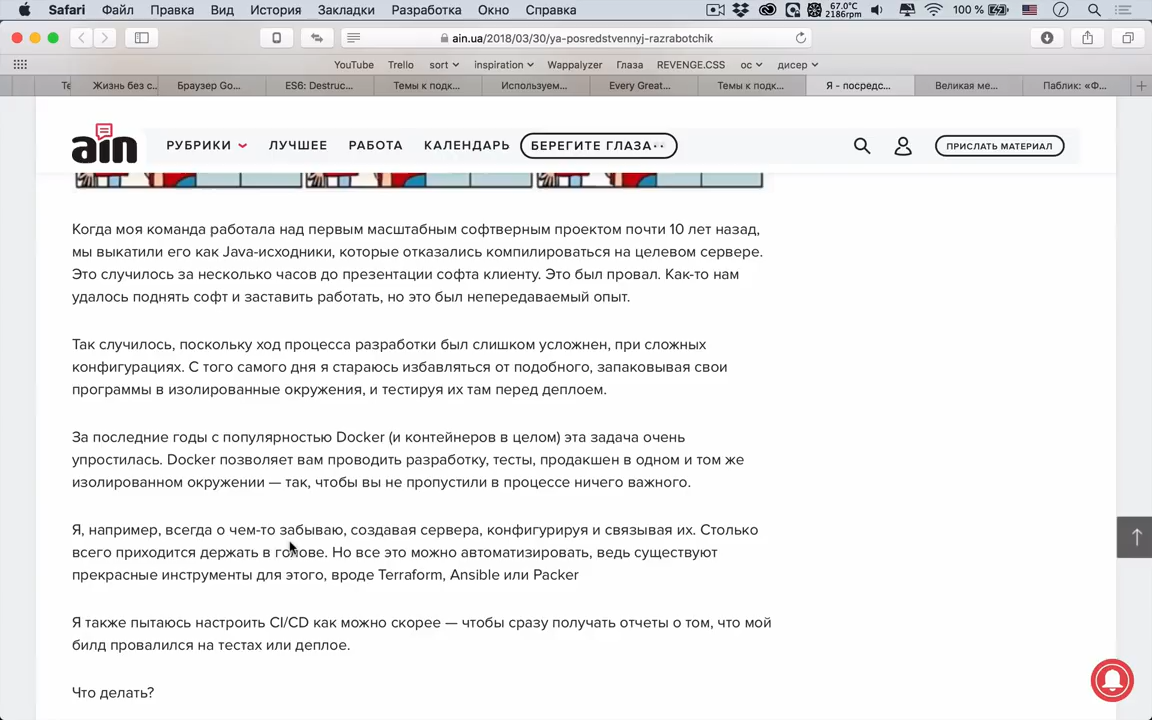 Safari Файл Правка Вид История Закладки Разработка Окно Справка 67.0°C 2186rpm 100 %
ain.ua/2018/03/30/ya-posredstvennyj-razrabotchik
YouTube Trello sort inspiration Wappalyzer Глаза REVENGE.CSS ос дисер
Те Жизнь без с... Браузер Go... ES6: Destruc... Темы к подк... Используем... Every Great... Темы к подк... Я - посредс... Великая ме... Паблик: «Ф...
ain РУБРИКИ ЛУЧШЕЕ РАБОТА КАЛЕНДАРЬ БЕРЕГИТЕ ГЛАЗА ПРИСЛАТЬ МАТЕРИАЛ
Когда моя команда работала над первым масштабным софтверным проектом почти 10 лет назад,
мы выкатили его как Java-исходники, которые отказались компилироваться на целевом сервере.
Это случилось за несколько часов до презентации софта клиенту. Это был провал. Как-то нам
удалось поднять софт и заставить работать, но это был непередаваемый опыт.
Так случилось, поскольку ход процесса разработки был слишком усложнен, при сложных
конфигурациях. С того самого дня я стараюсь избавляться от подобного, запаковывая свои
программы в изолированные окружения, и тестируя их там перед деплоем.
За последние годы с популярностью Docker (и контейнеров в целом) эта задача очень
упростилась. Docker позволяет вам проводить разработку, тесты, продакшен в одном и том же
изолированном окружении — так, чтобы вы не пропустили в процессе ничего важного.
Я, например, всегда о чем-то забываю, создавая сервера, конфигурируя и связывая их. Столько
всего приходится держать в голове. Но все это можно автоматизировать, ведь существуют
прекрасные инструменты для этого, вроде Terraform, Ansible или Packer
Я также пытаюсь настроить CI/CD как можно скорее — чтобы сразу получать отчеты о том, что мой
билд провалился на тестах или деплое.
Что делать?